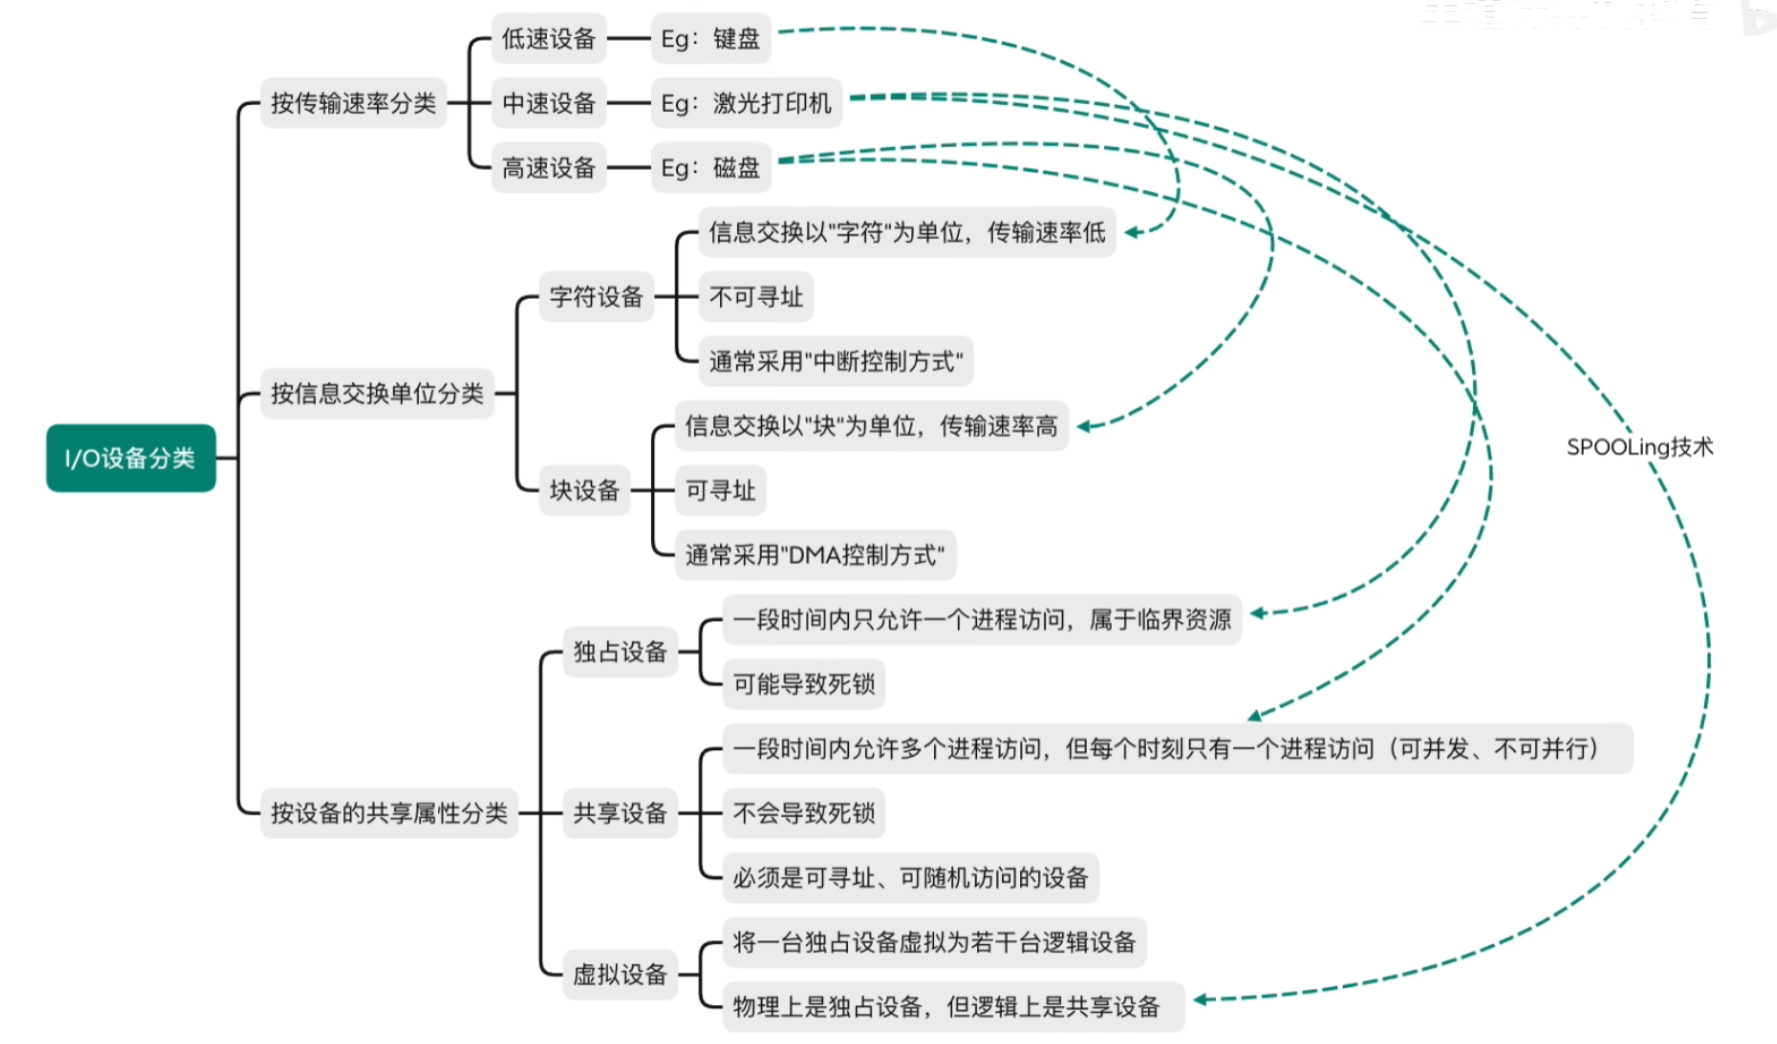 低速设备
Eg：键盘
按传输速率分类
中速设备
Eg：激光打印机
高速设备
Eg：磁盘
信息交换以"字符"为单位，传输速率低
字符设备
不可寻址
通常采用"中断控制方式"
按信息交换单位分类
信息交换以"块"为单位，传输速率高
I/O设备分类
SPOOLing技术
块设备
可寻址
通常采用"DMA控制方式"
一段时间内只允许一个进程访问，属于临界资源
独占设备
可能导致死锁
一段时间内允许多个进程访问，但每个时刻只有一个进程访问（可并发、不可并行）
按设备的共享属性分类
共享设备
不会导致死锁
必须是可寻址、可随机访问的设备
将一台独占设备虚拟为若干台逻辑设备
虚拟设备
物理上是独占设备，但逻辑上是共享设备